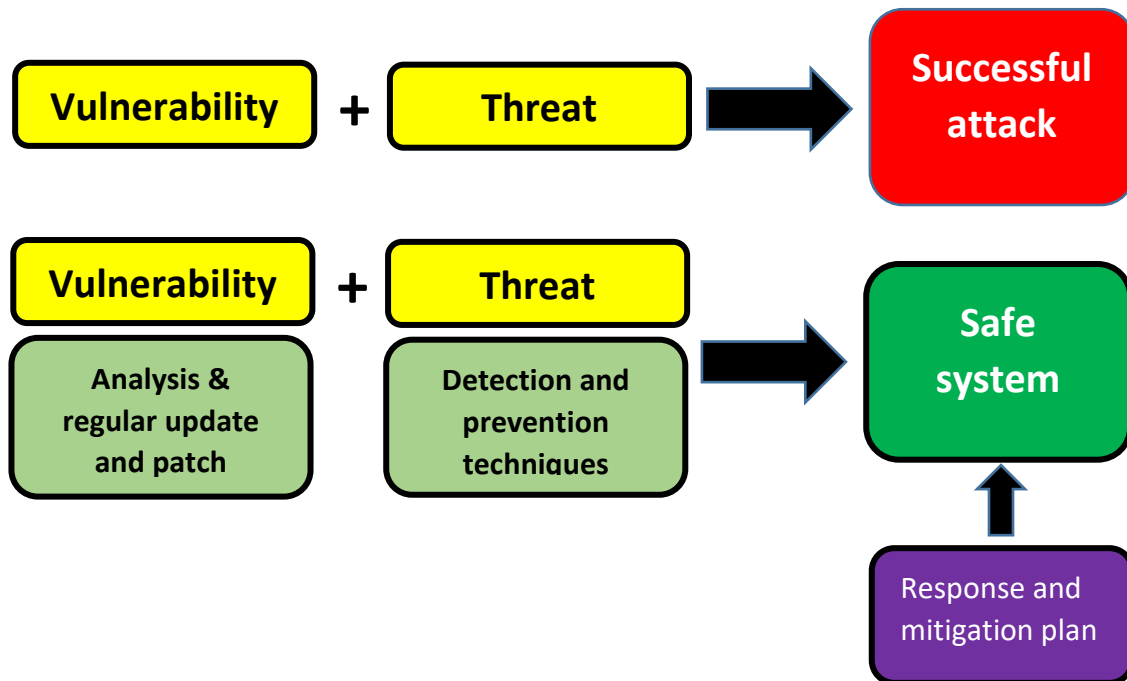 Vulnerability + Threat
Successful
attack
Vulnerability + Threat
Analysis &
regular update
and patch
Detection and
prevention
techniques
Safe
system
Response and
mitigation plan